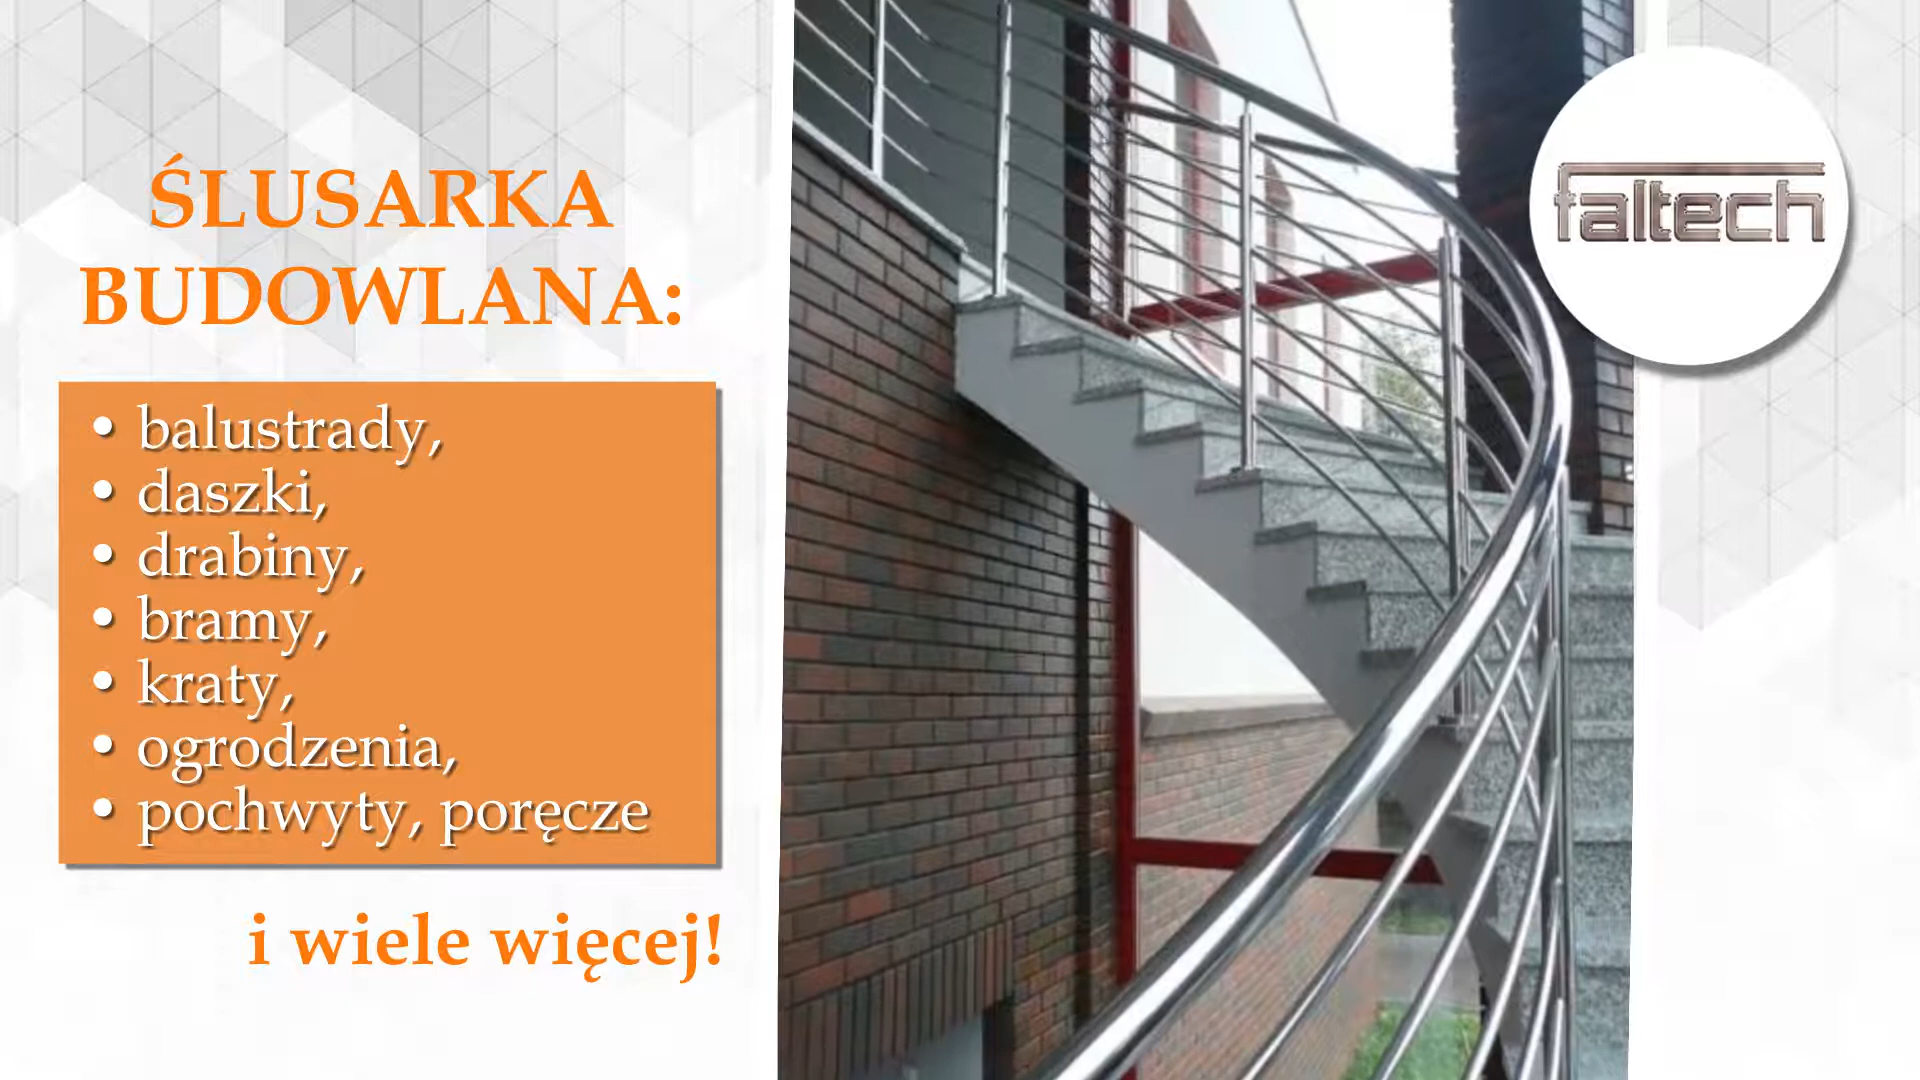 ŚLUSARKA
BUDOWLANA:
• balustrady,
• daszki,
• drabiny,
• bramy,
• kraty,
• ogrodzenia,
• pochwyty, poręcze
i wiele więcej!
faltech